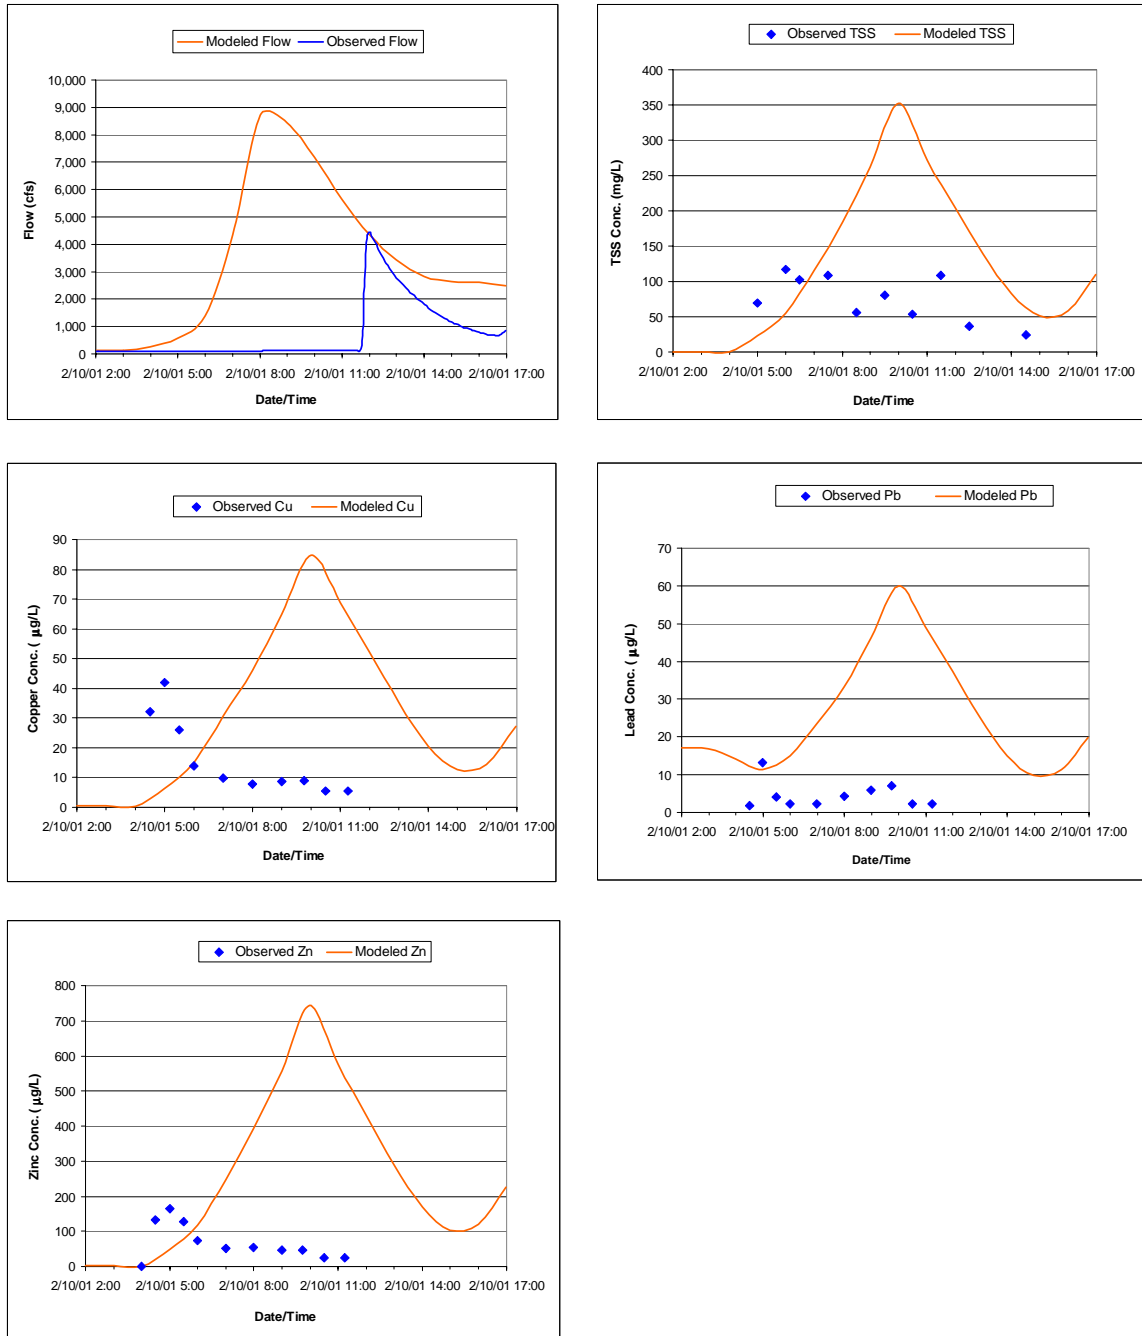 Modeled Flow Observed Flow
10,000
9,000
8,000
7,000
6,000
5,000
4,000
3,000
2,000
1,000
0
Flow (cfs)
2/10/01 2:00 2/10/01 5:00 2/10/01 8:00 2/10/01 11:00 2/10/01 14:00 2/10/01 17:00
Date/Time
Observed TSS Modeled TSS
400
350
300
250
200
150
100
50
0
TSS Conc. (mg/L)
2/10/01 2:00 2/10/01 5:00 2/10/01 8:00 2/10/01 11:00 2/10/01 14:00 2/10/01 17:00
Date/Time
Observed Cu Modeled Cu
90
80
70
60
50
40
30
20
10
0
Copper Conc. ( µg/L)
2/10/01 2:00 2/10/01 5:00 2/10/01 8:00 2/10/01 11:00 2/10/01 14:00 2/10/01 17:00
Date/Time
Observed Pb Modeled Pb
70
60
50
40
30
20
10
0
Lead Conc. ( µg/L)
2/10/01 2:00 2/10/01 5:00 2/10/01 8:00 2/10/01 11:00 2/10/01 14:00 2/10/01 17:00
Date/Time
Observed Zn Modeled Zn
800
700
600
500
400
300
200
100
0
Zinc Conc. ( µg/L)
2/10/01 2:00 2/10/01 5:00 2/10/01 8:00 2/10/01 11:00 2/10/01 14:00 2/10/01 17:00
Date/Time